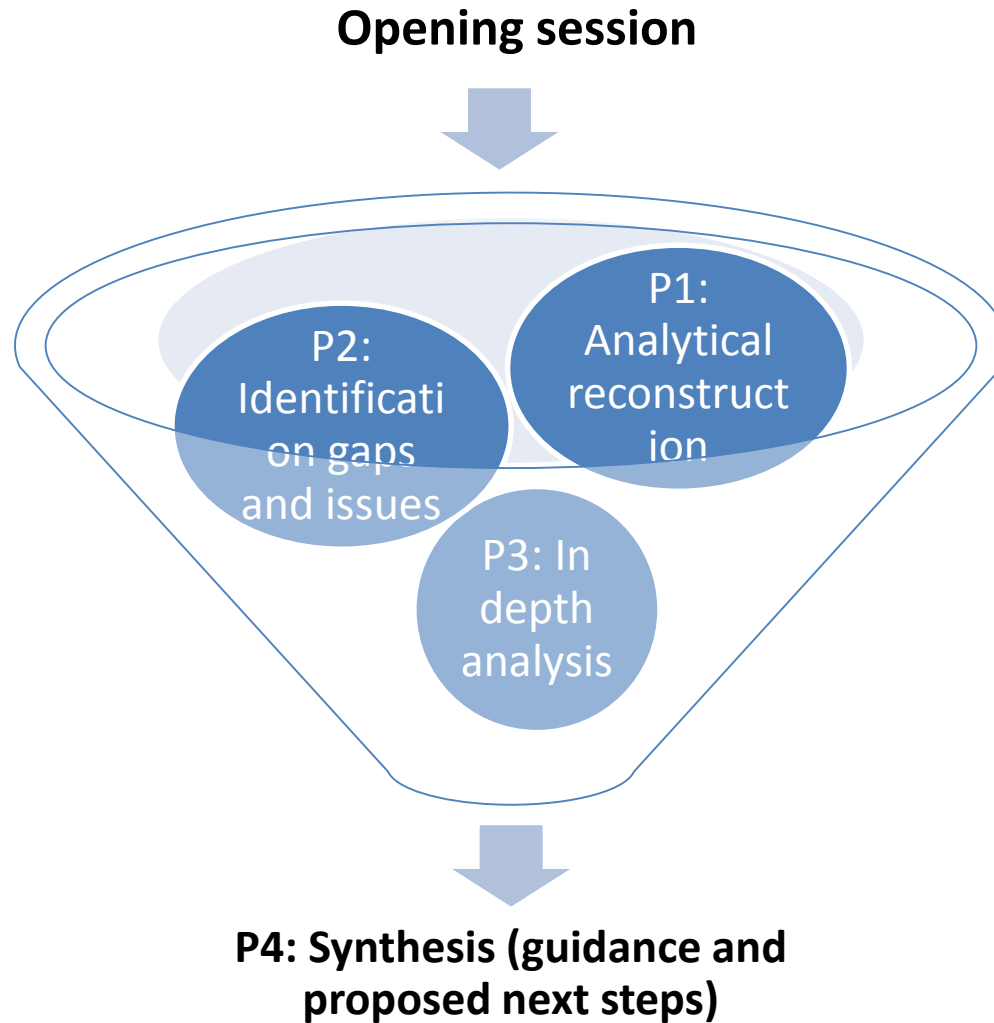 Opening session
P1:
Analytical
reconstruct
ion
P2:
Identificati
on gaps
and issues
P3: In
depth
analysis
P4: Synthesis (guidance and
proposed next steps)